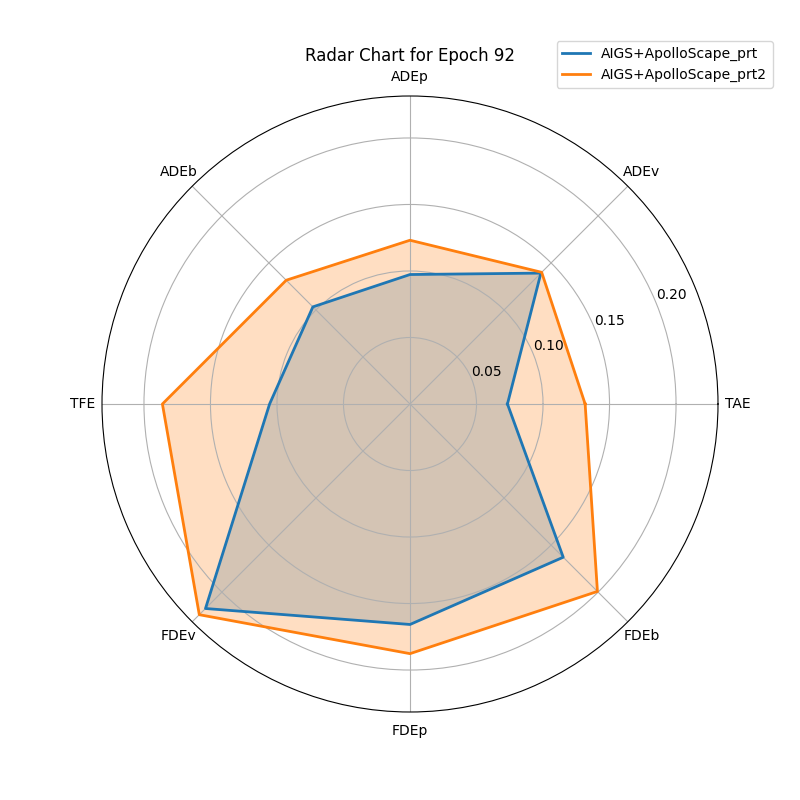 Radar Chart for Epoch 92
AIGS+ApolloScape_prt
AIGS+ApolloScape_prt2
ADEp
ADEb
ADEv
0.20
0.15
0.10
0.05
TFE
TAE
FDEv
FDEb
FDEp